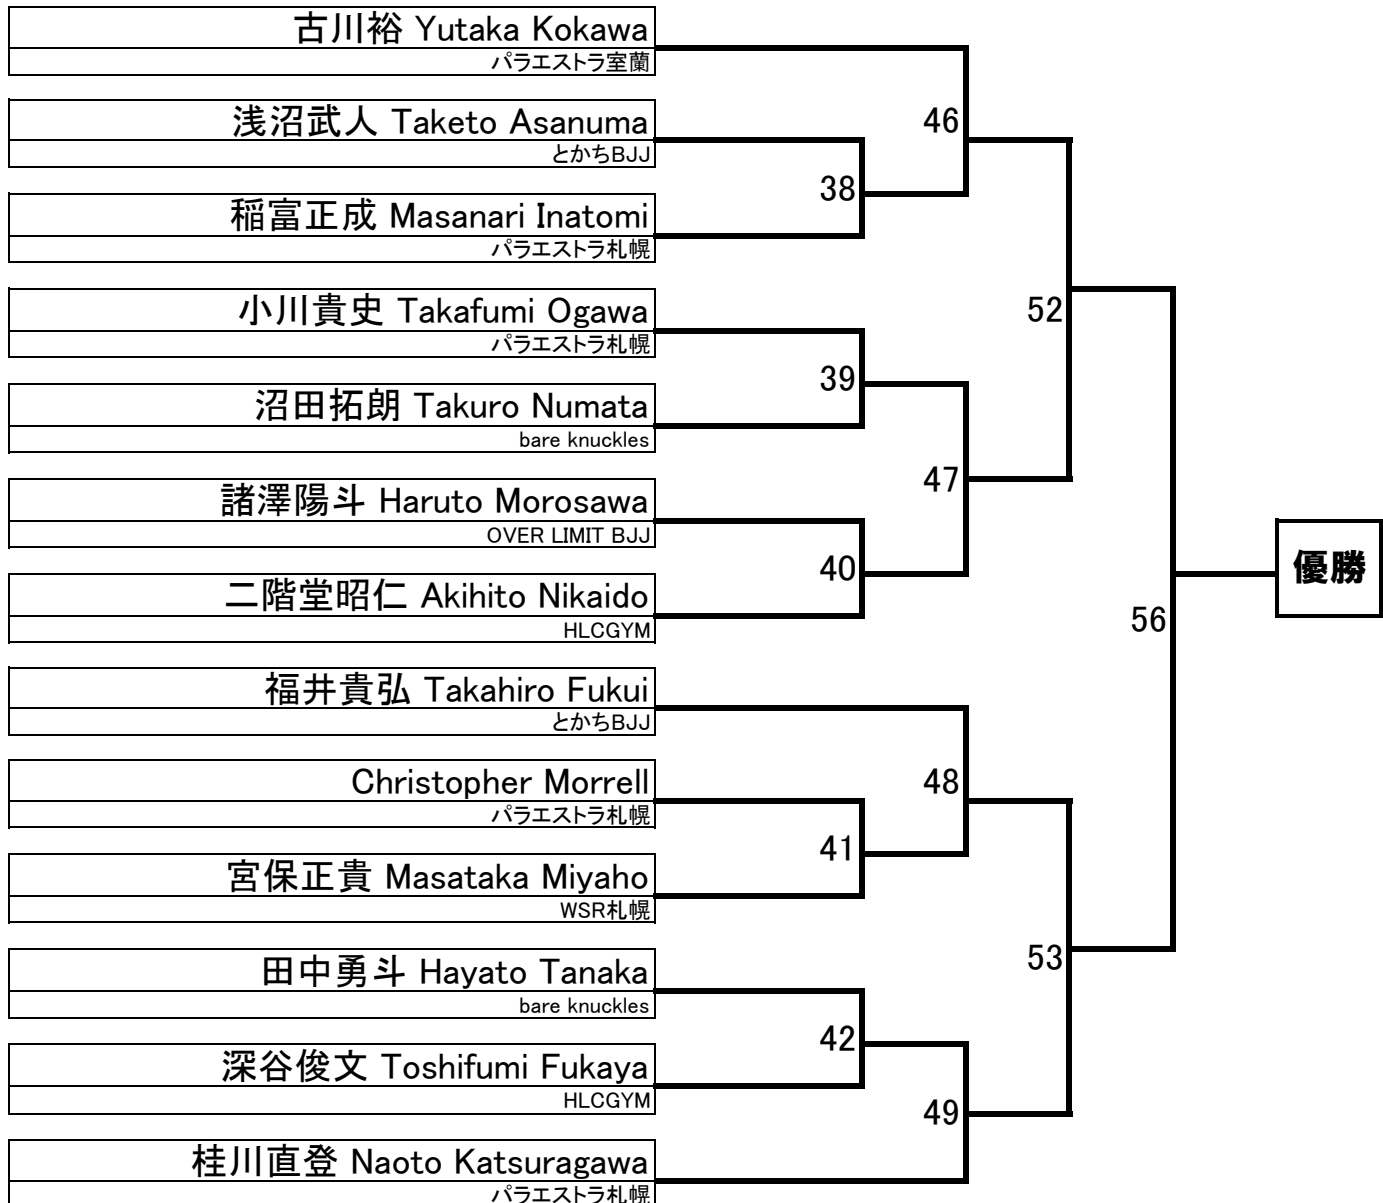 古川裕 Yutaka Kokawa
パラエストラ室蘭
浅沼武人 Taketo Asanuma
とかちBJJ
稲富正成 Masanari Inatomi
パラエストラ札幌
小川貴史 Takafumi Ogawa
パラエストラ札幌
沼田拓朗 Takuro Numata
bare knuckles
諸澤陽斗 Haruto Morosawa
OVER LIMIT BJJ
二階堂昭仁 Akihito Nikaido
HLCGYM
福井貴弘 Takahiro Fukui
とかちBJJ
Christopher Morrell
パラエストラ札幌
宮保正貴 Masataka Miyaho
WSR札幌
田中勇斗 Hayato Tanaka
bare knuckles
深谷俊文 Toshifumi Fukaya
HLCGYM
桂川直登 Naoto Katsuragawa
パラエストラ札幌
38
39
40
41
42
46
47
48
49
52
53
56
優勝